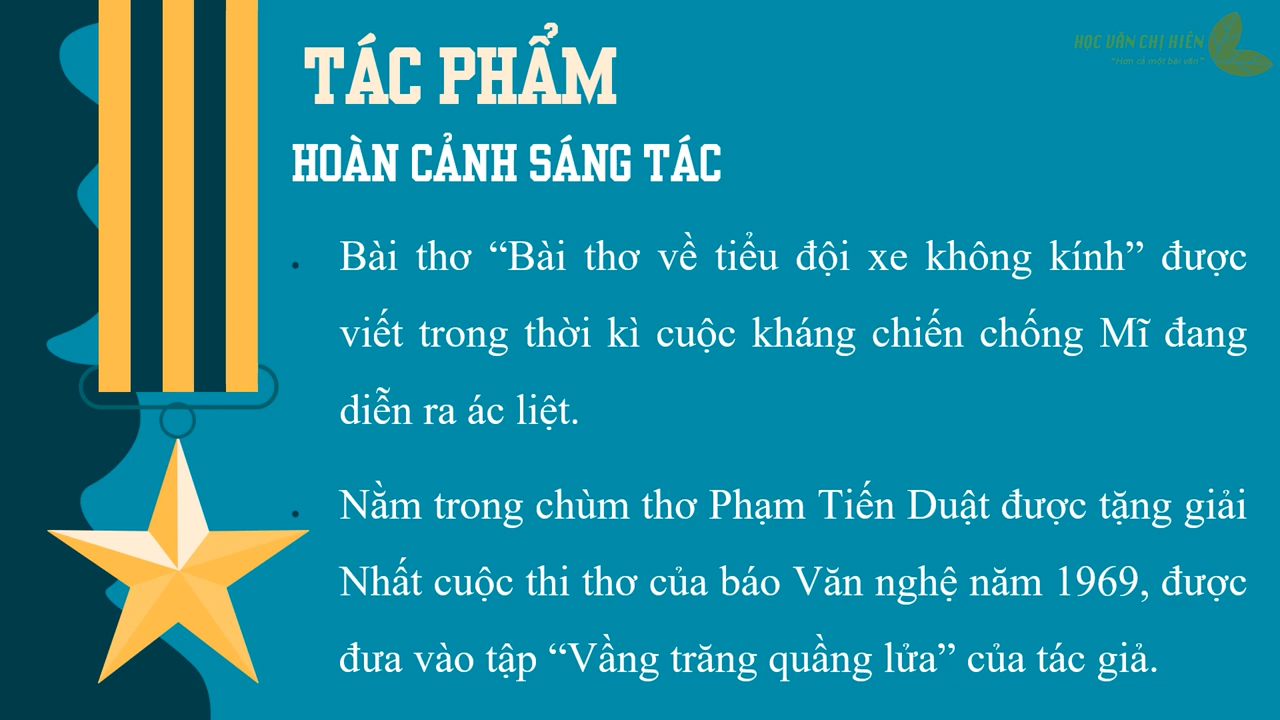 HỌC VĂN CHỊ HIÊN
"Hơn cả một bài văn"
TÁC PHẨM
HOÀN CẢNH SÁNG TÁC
• Bài thơ “Bài thơ về tiểu đội xe không kính” được
viết trong thời kì cuộc kháng chiến chống Mĩ đang
diễn ra ác liệt.
• Nằm trong chùm thơ Phạm Tiến Duật được tặng giải
Nhất cuộc thi thơ của báo Văn nghệ năm 1969, được
đưa vào tập “Vầng trăng quầng lửa” của tác giả.